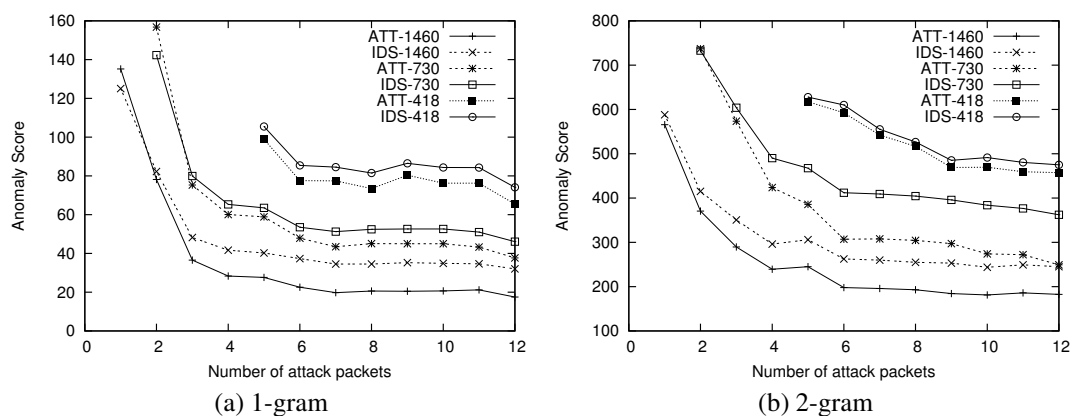 160
140
120
100
80
60
40
20
0
Anomaly Score
ATT-1460
IDS-1460
ATT-730
IDS-730
ATT-418
IDS-418
0 2 4 6 8 10 12
Number of attack packets
(a) 1-gram
800
700
600
500
400
300
200
100
Anomaly Score
ATT-1460
IDS-1460
ATT-730
IDS-730
ATT-418
IDS-418
0 2 4 6 8 10 12
Number of attack packets
(b) 2-gram